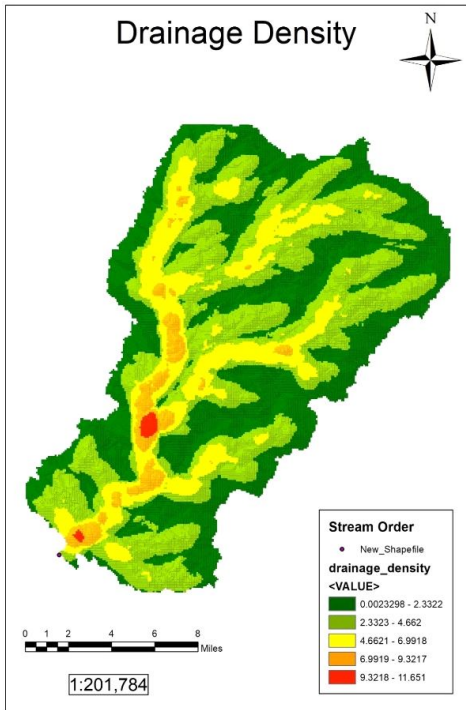 Drainage Density
N
Stream Order
New_Shapefile
drainage_density
<VALUE>
0.0023298 - 2.3322
2.3323 - 4.662
4.6621 - 6.9918
6.9919 - 9.3217
9.3218 - 11.651
0 1 2 4 6 8
Miles
1:201,784